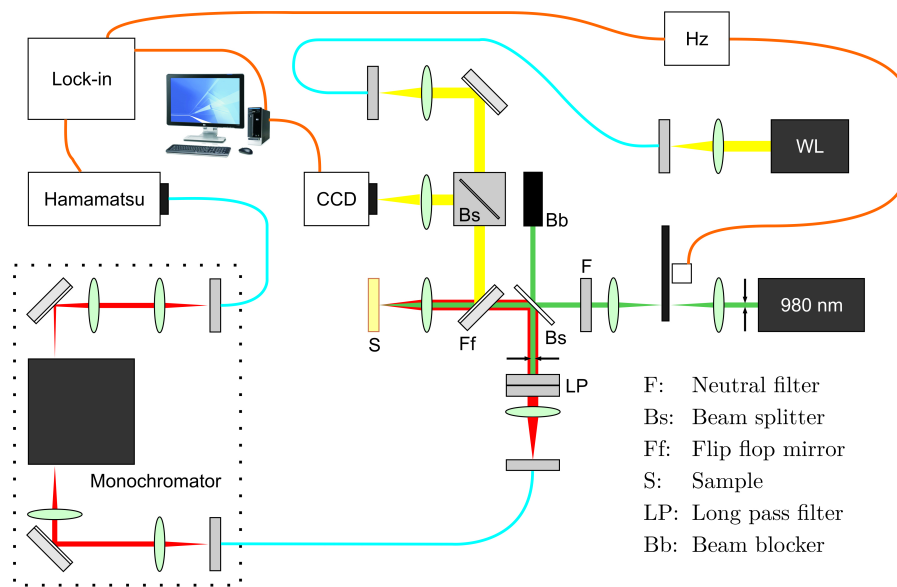 Hz
Lock-in
WL
Hamamatsu
CCD
Bs
Bb
F
980 nm
S
Ff
Bs
LP
Monochromator
F: Neutral filter
Bs: Beam splitter
Ff: Flip flop mirror
S: Sample
LP: Long pass filter
Bb: Beam blocker